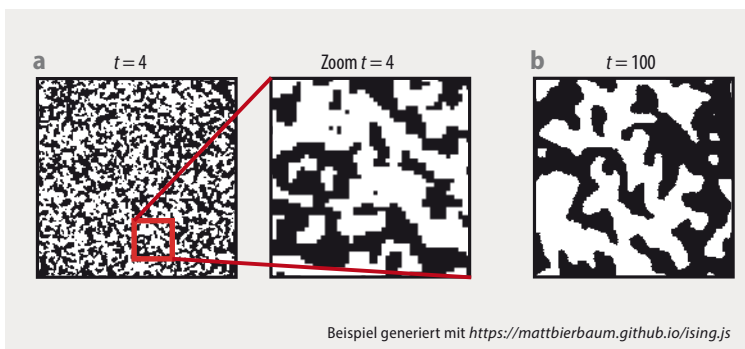 a
t = 4
Zoom t = 4
b
t = 100
Beispiel generiert mit https://mattbierbaum.github.io/ising.js